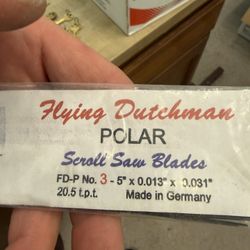 Flying Dutchman
POLAR
Scroll Saw Blades
FD-P No. 3 - 5" x 0.013" x 0.031"
20.5 t.p.t. Made in Germany